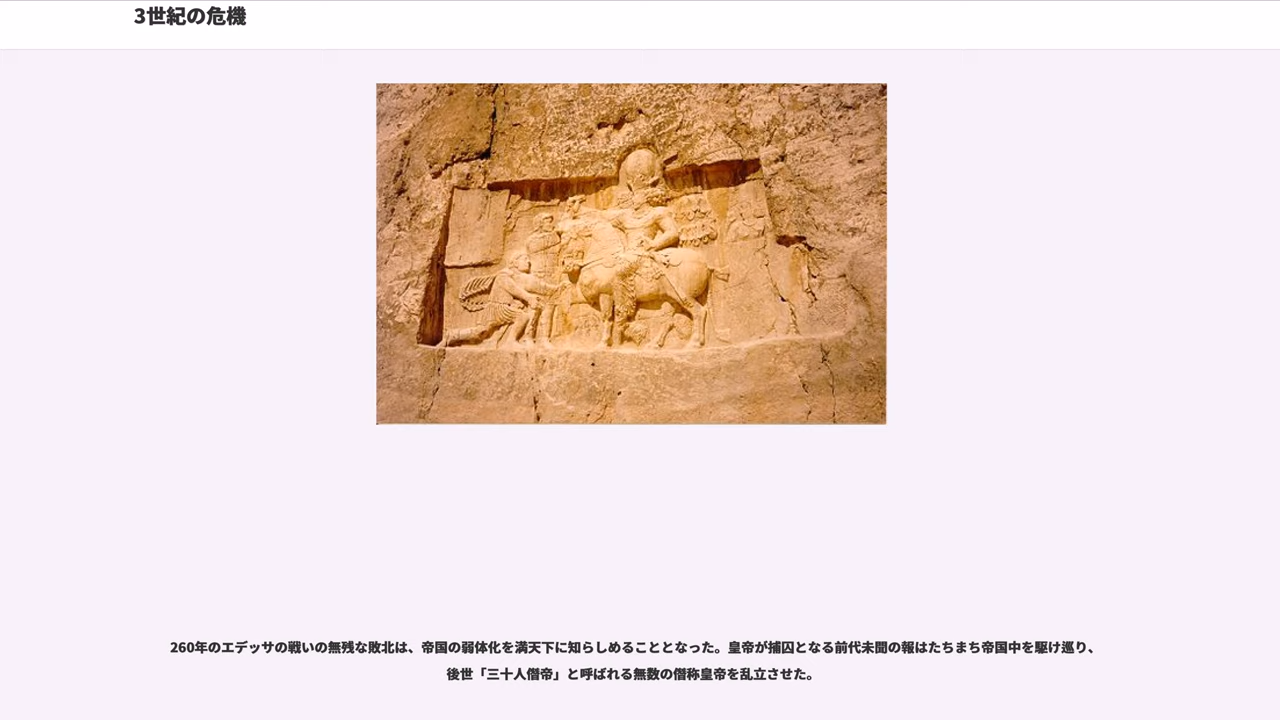 3世紀の危機
260年のエデッサの戦いの無残な敗北は、帝国の弱体化を満天下に知らしめることとなった。皇帝が捕囚となる前代未聞の報はたちまち帝国中を駆け巡り、
後世「三十人僭帝」と呼ばれる無数の僭称皇帝を乱立させた。